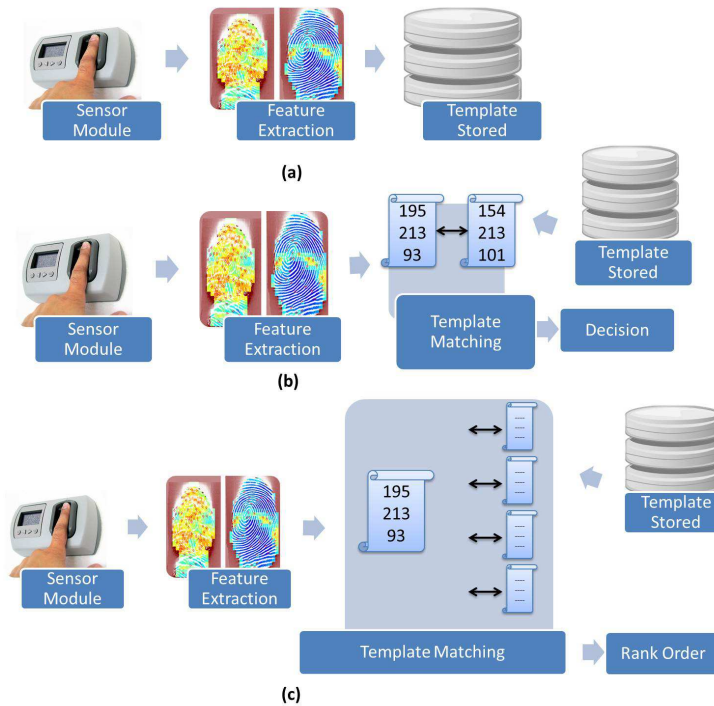 Sensor
Module
Feature
Extraction
Template
Stored
(a)
195
213
93
154
213
101
Template
Stored
Sensor
Module
Feature
Extraction
Template
Matching
Decision
(b)
195
213
93
Template
Stored
Sensor
Module
Feature
Extraction
Template Matching
Rank Order
(c)